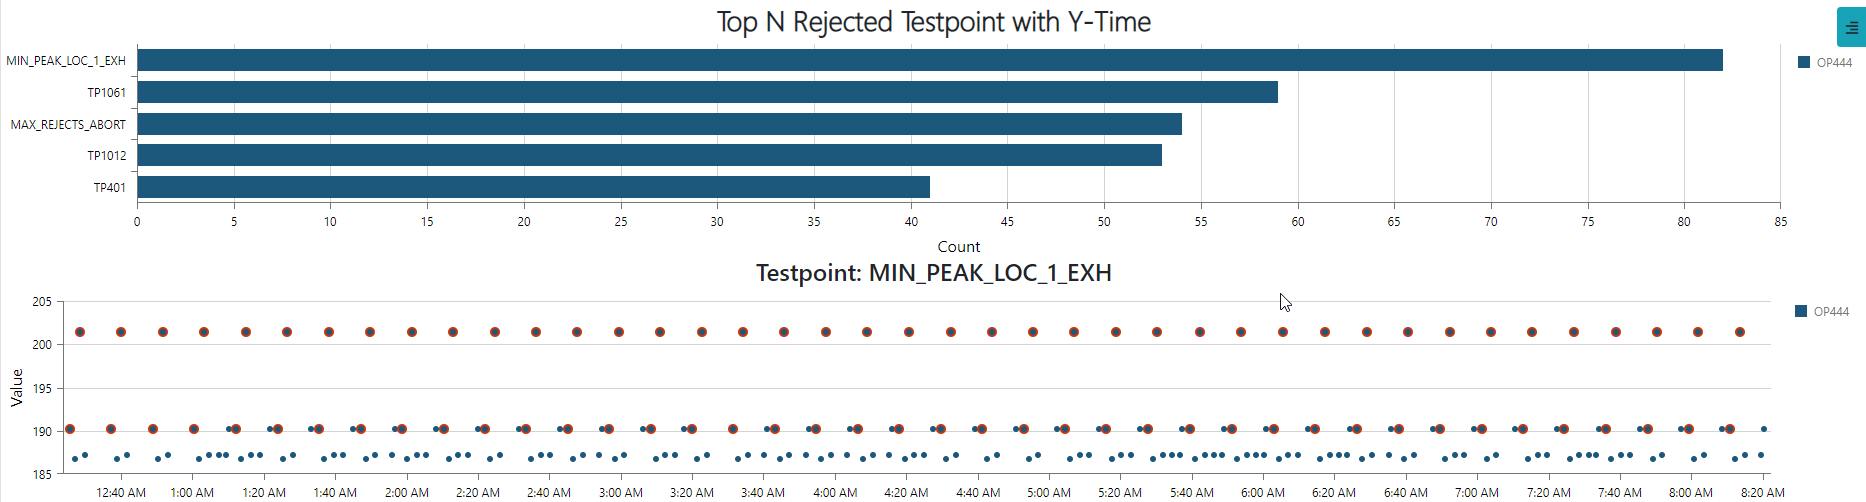 Top N Rejected Testpoint with Y-Time
MIN_PEAK_LOC_1_EXH
TP1061
MAX_REJECTS_ABORT
TP1012
TP401
OP444
0 5 10 15 20 25 30 35 40 45 50 55 60 65 70 75 80 85
Count
Testpoint: MIN_PEAK_LOC_1_EXH
205
200
195
190
185
Value
OP444
12:40 AM 1:00 AM 1:20 AM 1:40 AM 2:00 AM 2:20 AM 2:40 AM 3:00 AM 3:20 AM 3:40 AM 4:00 AM 4:20 AM 4:40 AM 5:00 AM 5:20 AM 5:40 AM 6:00 AM 6:20 AM 6:40 AM 7:00 AM 7:20 AM 7:40 AM 8:00 AM 8:20 AM